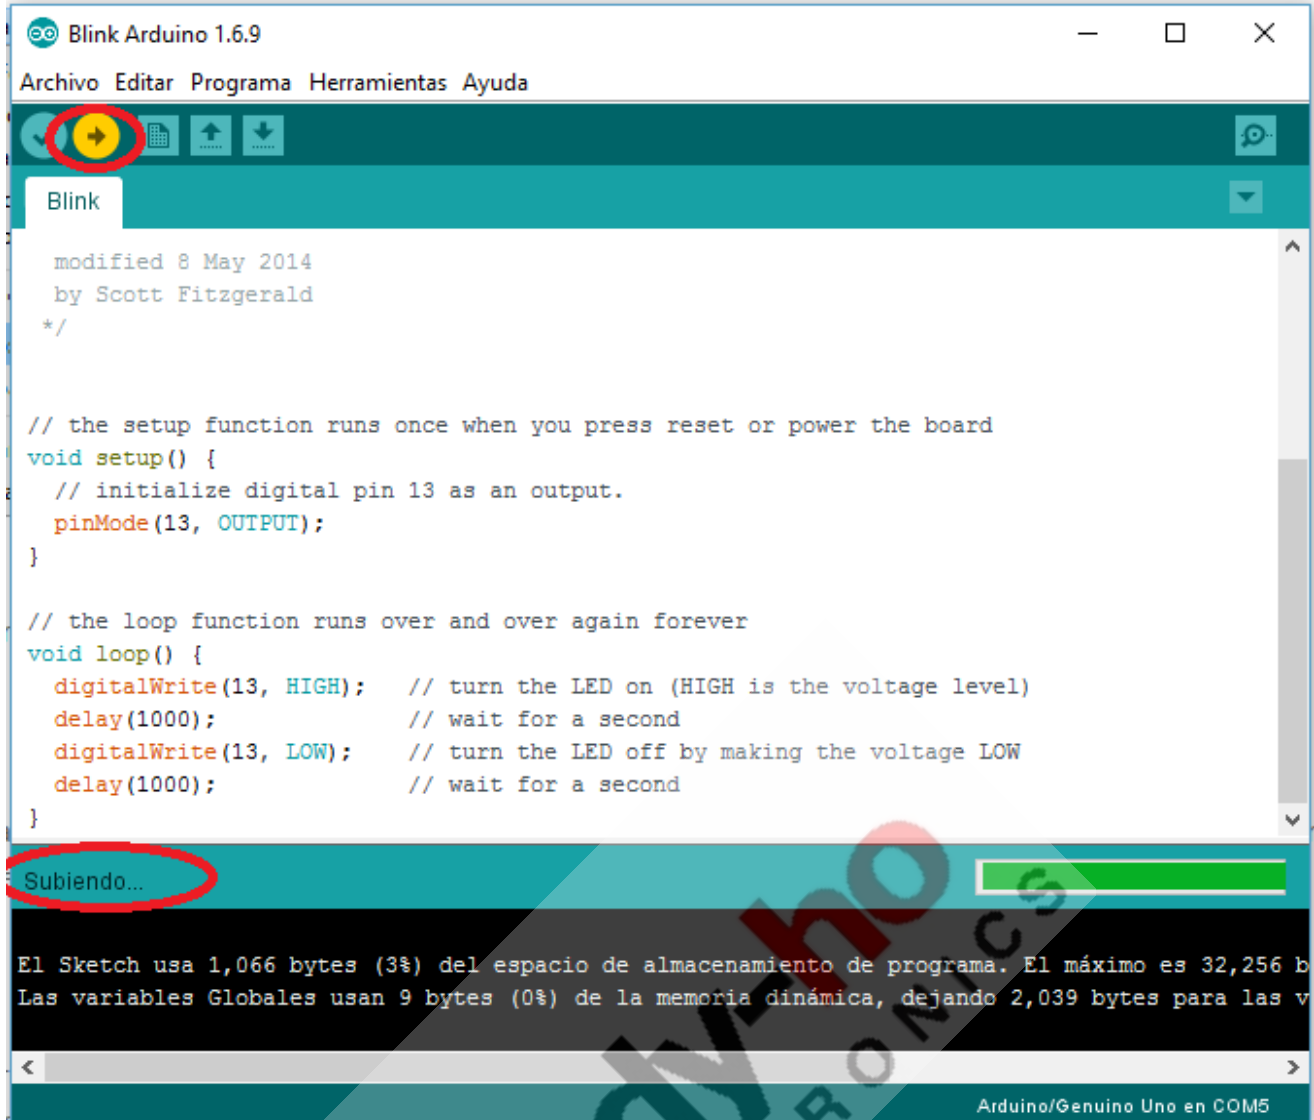 Blink Arduino 1.6.9
Archivo Editar Programa Herramientas Ayuda
Blink
modified 8 May 2014
by Scott Fitzgerald
*/
// the setup function runs once when you press reset or power the board
void setup() {
// initialize digital pin 13 as an output.
pinMode(13, OUTPUT);
}
// the loop function runs over and over again forever
void loop() {
digitalWrite(13, HIGH);   // turn the LED on (HIGH is the voltage level)
delay(1000);              // wait for a second
digitalWrite(13, LOW);    // turn the LED off by making the voltage LOW
delay(1000);              // wait for a second
}
Subiendo...
El Sketch usa 1,066 bytes (3%) del espacio de almacenamiento de programa. El máximo es 32,256 b
Las variables Globales usan 9 bytes (0%) de la memoria dinámica, dejando 2,039 bytes para las v
Arduino/Genuino Uno en COM5